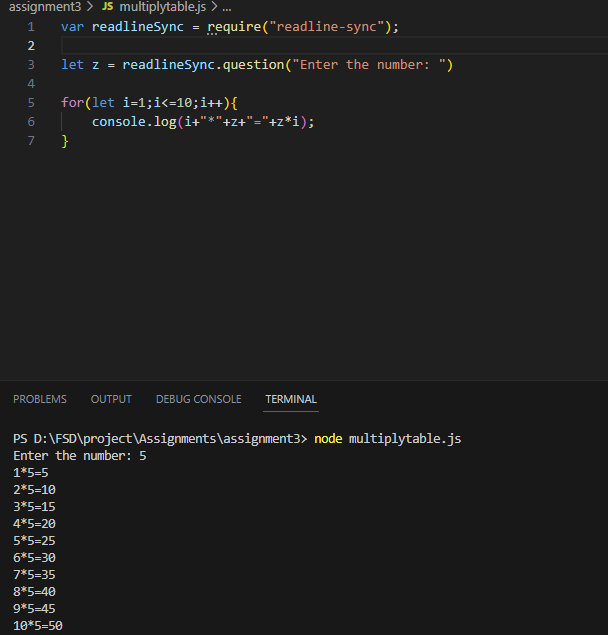 assignment3 > JS multiplytable.js > ...
1 var readlineSync = require("readline-sync");
2
3 let z = readlineSync.question("Enter the number: ")
4
5 for(let i=1;i<=10;i++){
6     console.log(i+"*"+z+"="+z*i);
7 }
PROBLEMS OUTPUT DEBUG CONSOLE TERMINAL
PS D:\FSD\project\Assignments\assignment3> node multiplytable.js
Enter the number: 5
1*5=5
2*5=10
3*5=15
4*5=20
5*5=25
6*5=30
7*5=35
8*5=40
9*5=45
10*5=50